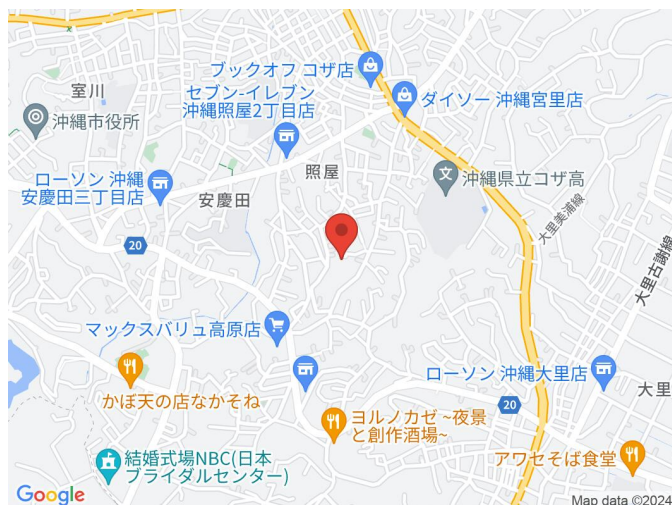 室川
沖縄市役所
ブックオフ コザ店
セブン-イレブン
沖縄照屋2丁目店
ダイソー 沖縄宮里店
照屋
沖縄県立コザ高
ローソン 沖縄
安慶田三丁目店
安慶田
大里美浦線
大里古謝線
20
マックスバリュ高原店
かぼ天の店なかそね
ローソン 沖縄大里店
大里
20
ヨルノカゼ ~夜景
と創作酒場~
アワセそば食堂
結婚式場NBC(日本
ブライダルセンター)
Google
Map data ©2024